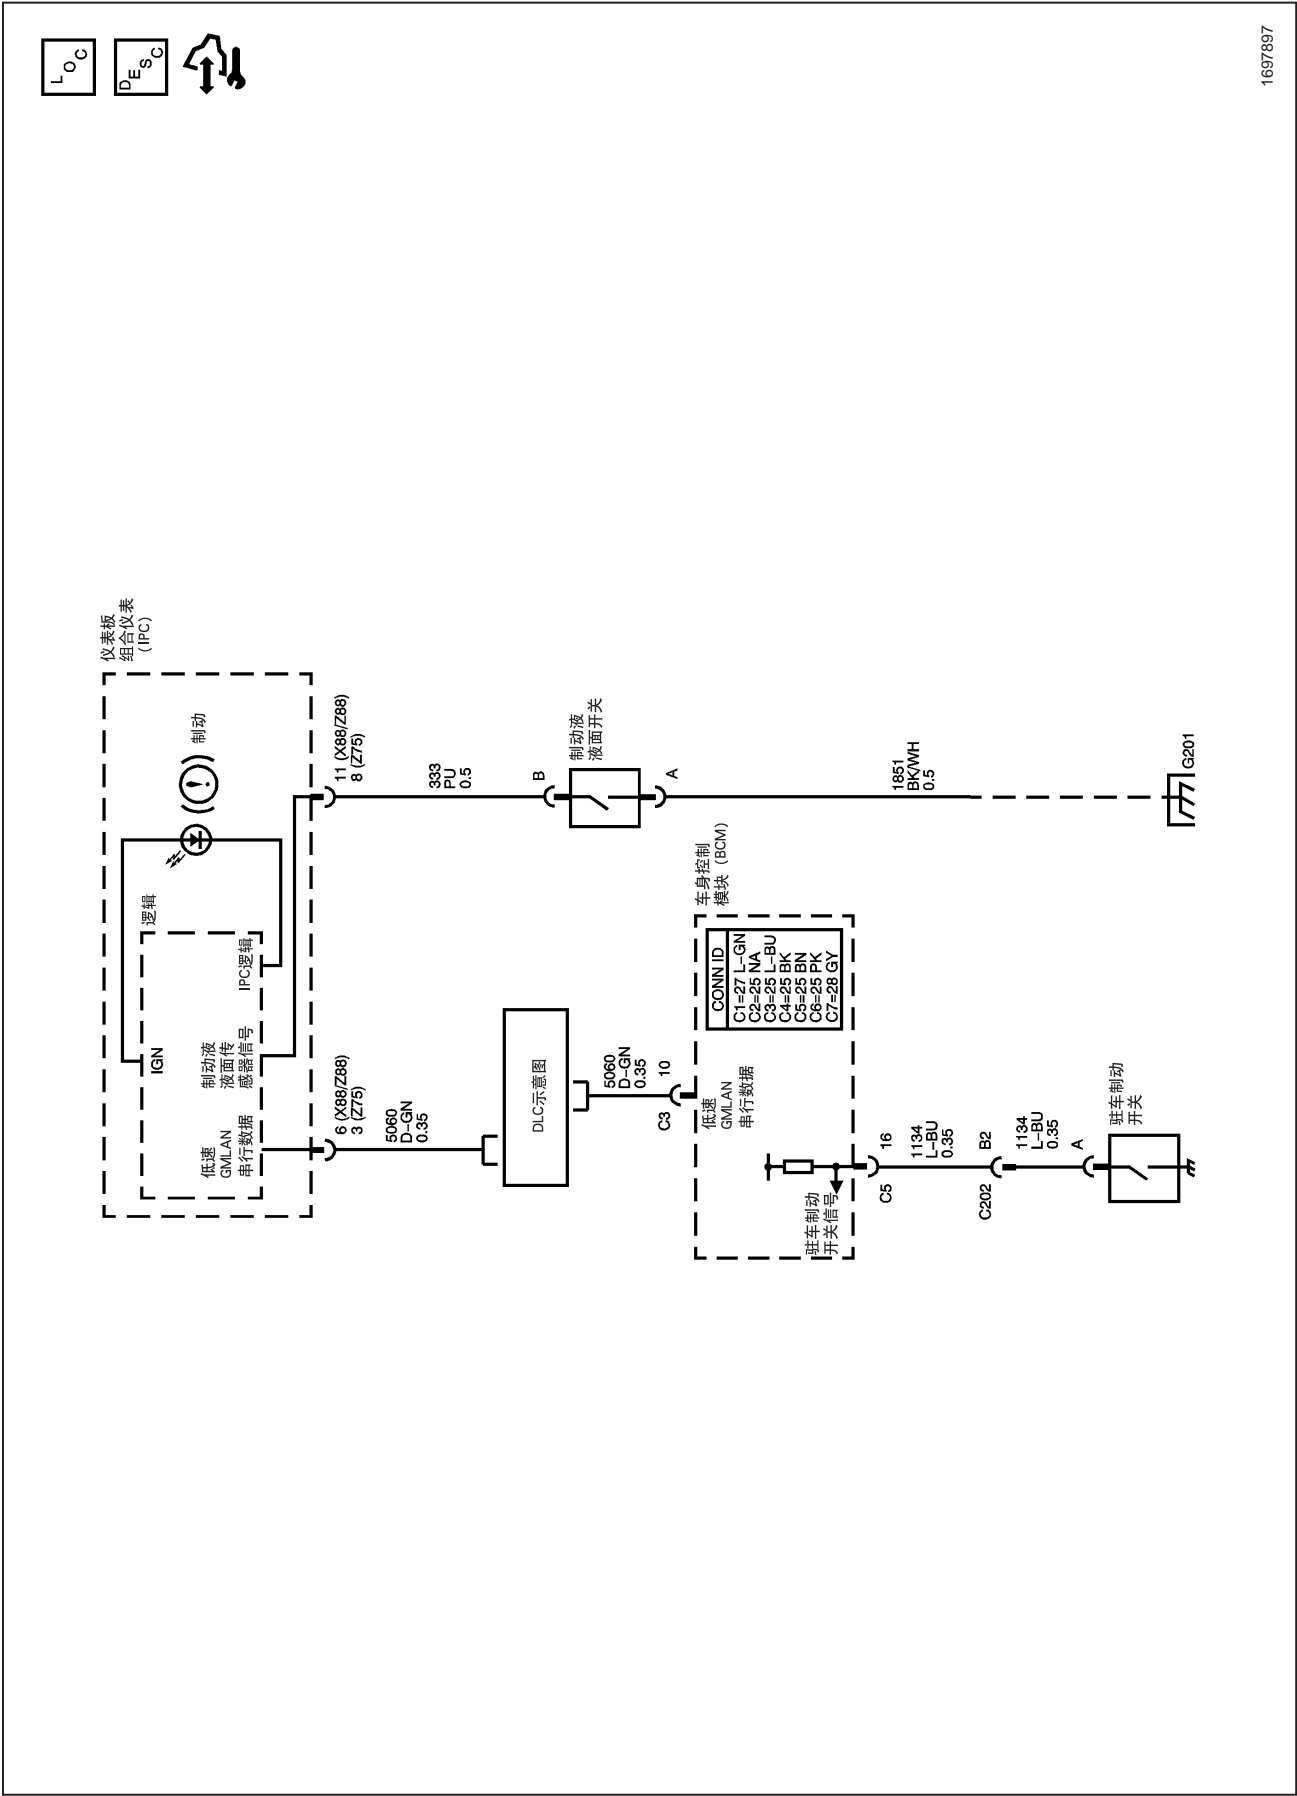 LOC
DESC
1697897
仪表板
组合仪表
(IPC)
制动
逻辑
IGN
低速
GMLAN
串行数据
制动液
液面传
感器信号
IPC逻辑
6 (X88/Z88)
3 (Z75)
11 (X88/Z88)
8 (Z75)
5060
D-GN
0.35
333
PU
0.5
DLC示意图
B
制动液
液面开关
A
5060
D-GN
0.35
C3
10
车身控制
模块 (BCM)
低速
GMLAN
串行数据
CONN ID
C1=27 L-GN
C2=25 NA
C3=25 L-BU
C4=25 BK
C5=25 BN
C6=25 PK
C7=28 GY
驻车制动
开关信号
C5
16
1851
BK/WH
0.5
1134
L-BU
0.35
C202
B2
1134
L-BU
0.35
A
驻车制动
开关
G201